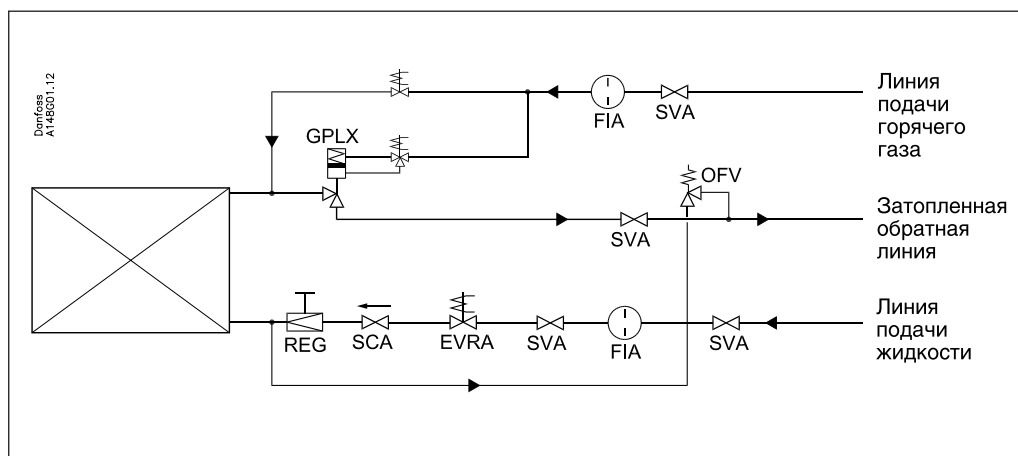 Danfoss
A148G01.12
GPLX
FIA
SVA
Линия
подачи
горячего
газа
OFV
SVA
Затопленная
обратная
линия
REG
SCA
EVRA
SVA
FIA
SVA
Линия
подачи
жидкости